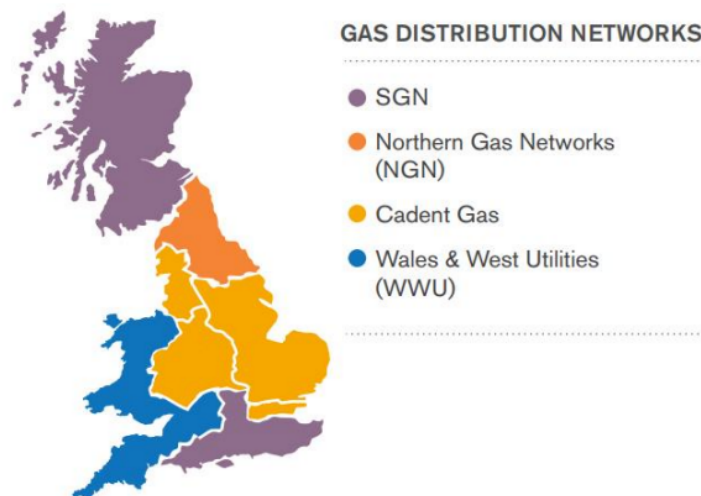 GAS DISTRIBUTION NETWORKS
SGN
Northern Gas Networks
(NGN)
Cadent Gas
Wales & West Utilities
(WWU)